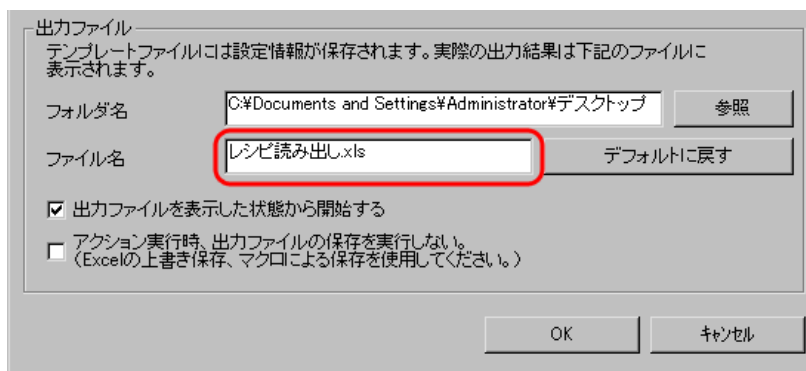 出力ファイル
テンプレートファイルには設定情報が保存されます。実際の出力結果は下記のファイルに
表示されます。
フォルダ名 C:¥Documents and Settings¥Administrator¥デスクトップ 参照
ファイル名 レシピ読み出し.xls デフォルトに戻す
出力ファイルを表示した状態から開始する
アクション実行時、出力ファイルの保存を実行しない。
（Excelの上書き保存、マクロによる保存を使用してください。）
OK キャンセル